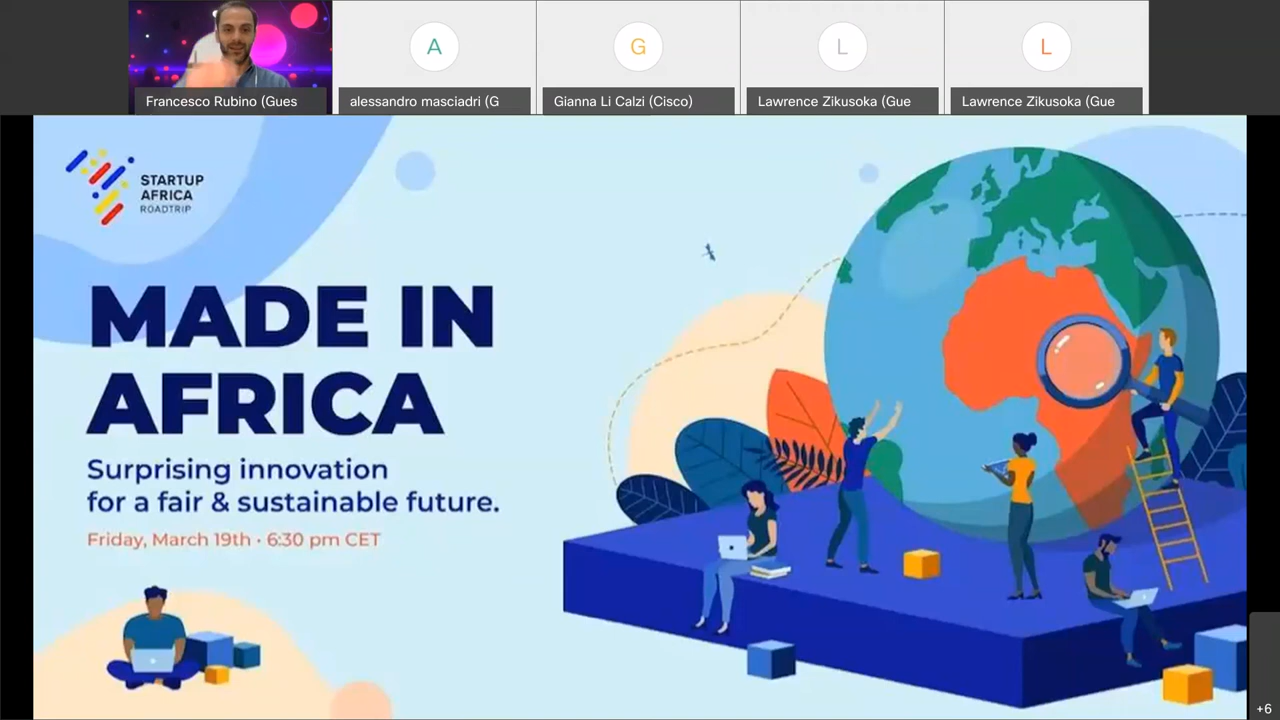 A
G
L
L
Francesco Rubino (Gues
alessandro masciadri (G
Gianna Li Calzi (Cisco)
Lawrence Zikusoka (Gue
Lawrence Zikusoka (Gue
STARTUP
AFRICA
ROADTRIP
MADE IN
AFRICA
Surprising innovation
for a fair & sustainable future.
Friday, March 19th • 6:30 pm CET
+6